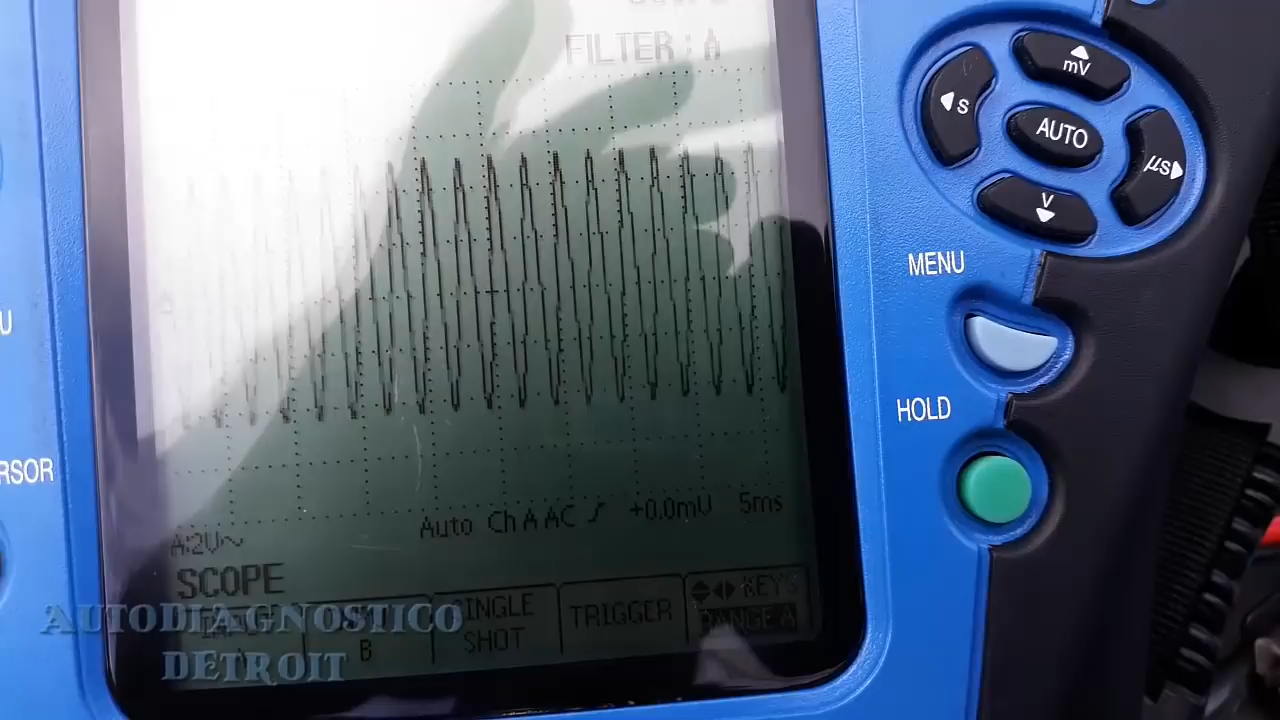 FILTER: A
mV
s
AUTO
µs
V
MENU
HOLD
U
RSOR
Auto Ch A AC +0.0mV 5ms
A:2V~
SCOPE
SINGLE SHOT
TRIGGER
KEYS
RANGE A
B
AUTODIAGNOSTICO
DETROIT